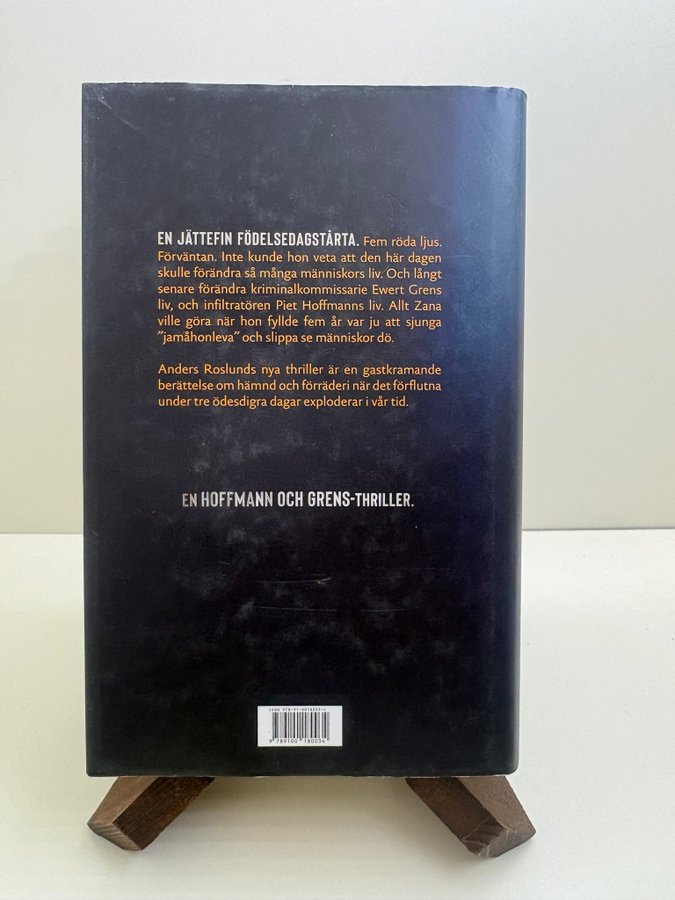 EN JÄTTEFIN FÖDELSEDAGSTÅRTA. Fem röda ljus.
Förväntan. Inte kunde hon veta att den här dagen
skulle förändra så många människors liv. Och långt
senare förändra kriminalkommissarie Ewert Grens
liv, och infiltratören Piet Hoffmanns liv. Allt Zana
ville göra när hon fyllde fem år var ju att sjunga
”jamåhonleva” och slippa se människor dö.
Anders Roslunds nya thriller är en gastkramande
berättelse om hämnd och förräderi när det förflutna
under tre ödesdigra dagar exploderar i vår tid.
EN HOFFMANN OCH GRENS-THRILLER.
9 789100 180034